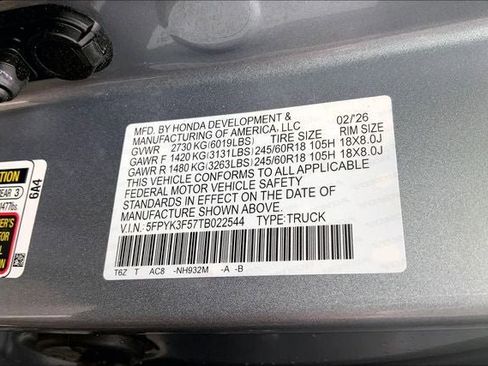 MFD. BY HONDA DEVELOPMENT & 02/'26
MANUFACTURING OF AMERICA, LLC
GVWR 2730 KG(6019LBS) TIRE SIZE RIM SIZE
GAWR F 1420 KG(3131LBS) 245/60R18 105H 18X8.0J
GAWR R 1480 KG(3263LBS) 245/60R18 105H 18X8.0J
THIS VEHICLE CONFORMS TO ALL APPLICABLE
FEDERAL MOTOR VEHICLE SAFETY
STANDARDS IN EFFECT ON THE DATE OF
MANUFACTURE SHOWN ABOVE.
V.I.N.: 5FPYK3F57TB022544 TYPE: TRUCK
T6Z T AC8 -NH932M -A -B
6A4
EAR 3